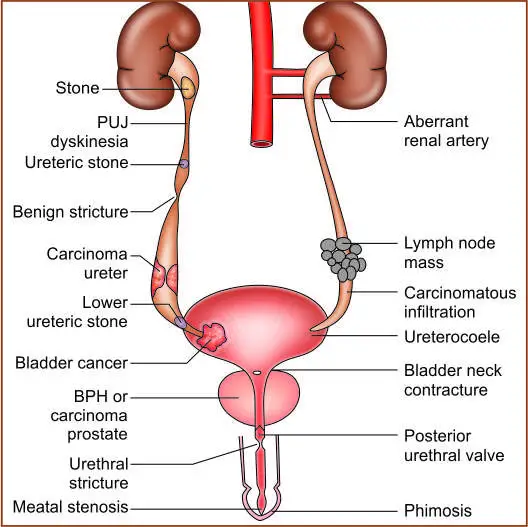 Stone
PUJ
dyskinesia
Ureteric stone
Benign stricture
Carcinoma
ureter
Lower
ureteric stone
Bladder cancer
BPH or
carcinoma
prostate
Urethral
stricture
Meatal stenosis
Aberrant
renal artery
Lymph node
mass
Carcinomatous
infiltration
Ureterocoele
Bladder neck
contracture
Posterior
urethral valve
Phimosis